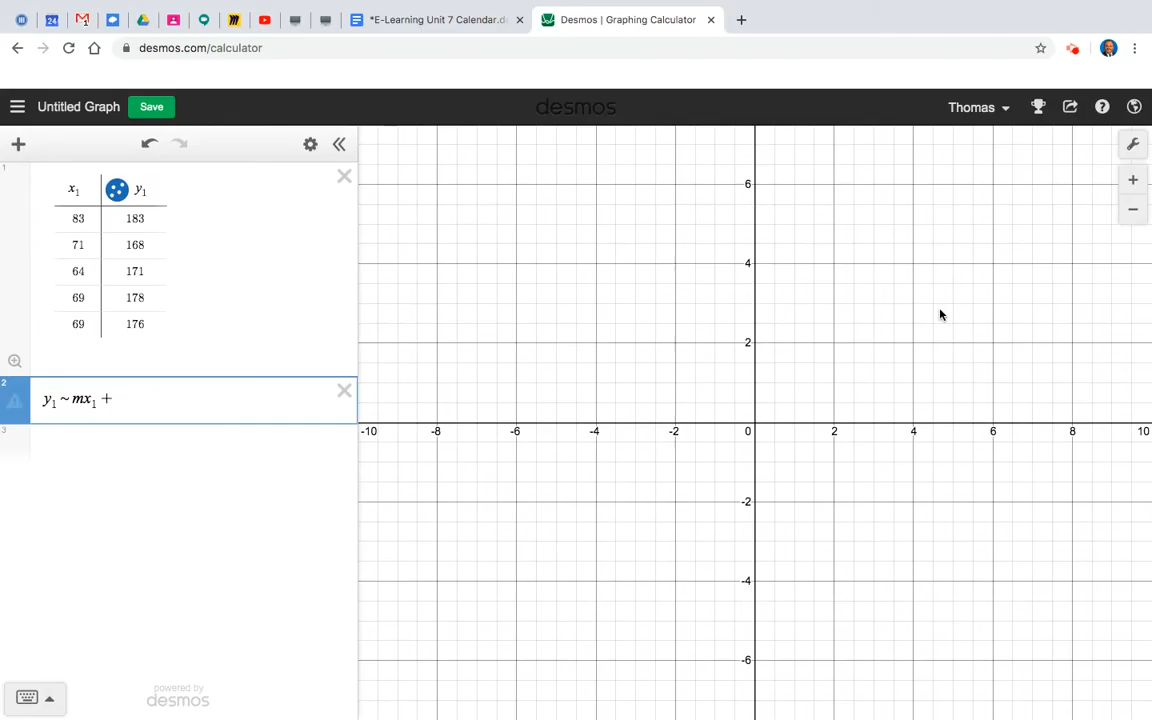 24 *E-Learning Unit 7 Calendar.d Desmos | Graphing Calculator
desmos.com/calculator
Untitled Graph Save desmos Thomas
1
x₁ y₁
83 183
71 168
64 171
69 178
69 176
2
y₁ ~ mx₁ +
3
6
4
2
-10 -8 -6 -4 -2 0 2 4 6 8 10
-2
-4
-6
powered by
desmos